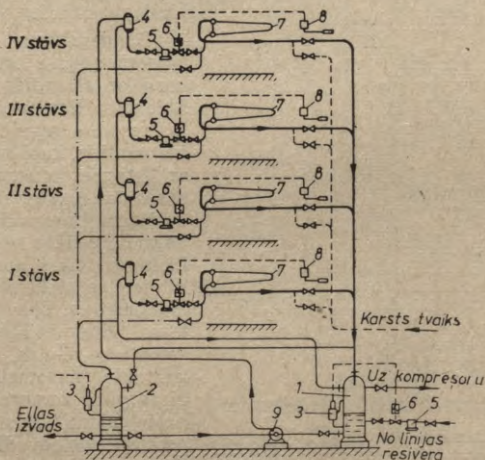 4
6
7
8
IV stāvs
5
4
6
III stāvs
5
7
8
4
6
II stāvs
5
7
8
4
6
I stāvs
5
7
8
Karsts tvaiks
1
Uz kompresoru
3
2
3
6
5
Eļļas
izvads
9
No līnijas
resivera